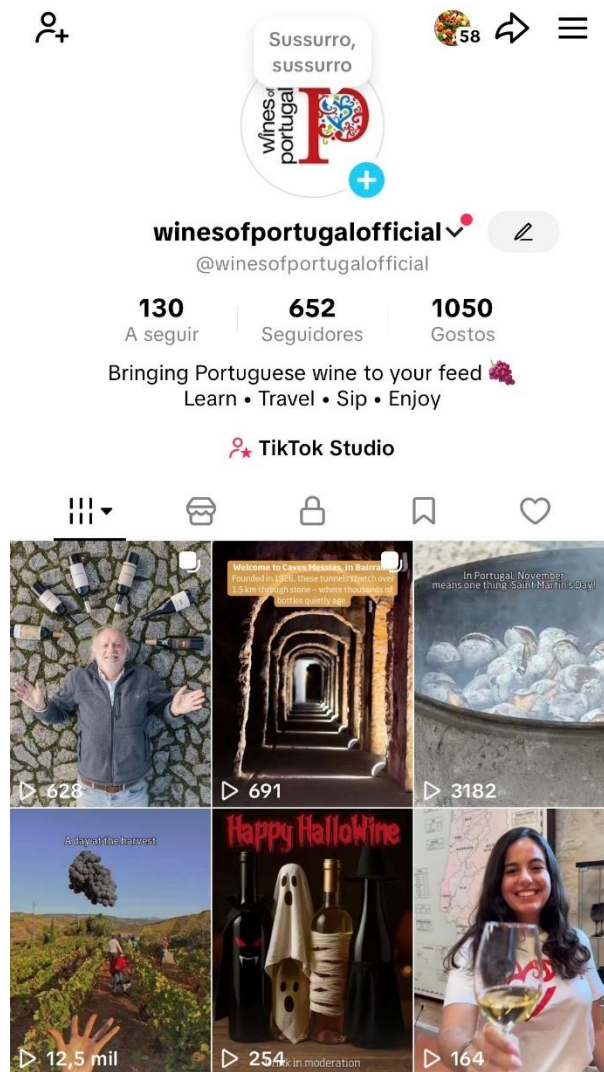 58
Sussurro,
sussurro
wines of
portugal
P
winesofportugalofficial
@winesofportugalofficial
130 652 1050
A seguir Seguidores Gostos
Bringing Portuguese wine to your feed 🍇
Learn • Travel • Sip • Enjoy
TikTok Studio
Welcome to Caves Messias, in Bairrada
Founded in 1926, these tunnels stretch over
1.5 km through stone – where thousands of
bottles quietly age.
In Portugal, November
means one thing: Saint Martin's Day!
628 691 3182
A day at the harvest
Happy HalloWine
12,5 mil 254 164
in moderation